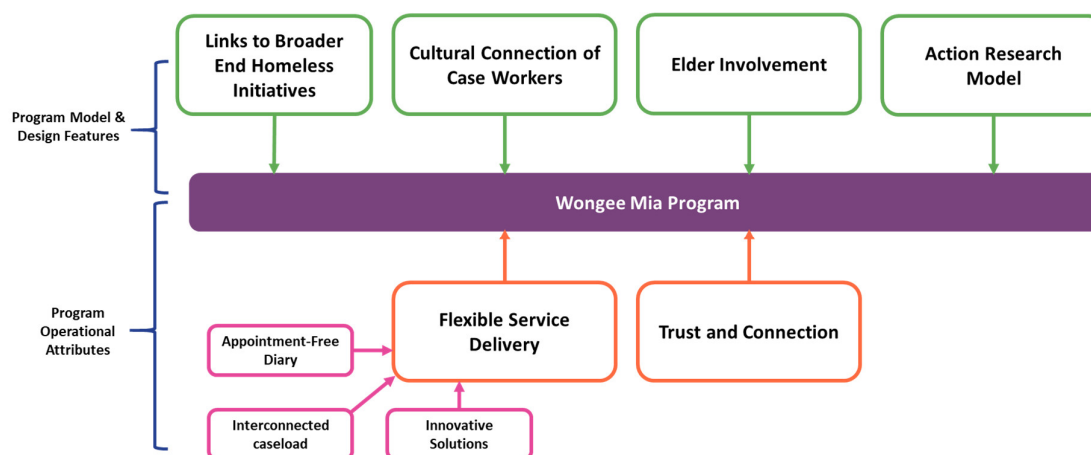 Links to Broader
End Homeless
Initiatives
Cultural Connection of
Case Workers
Elder Involvement
Action Research
Model
Program Model &
Design Features
Wongee Mia Program
Program
Operational
Attributes
Flexible Service
Delivery
Trust and Connection
Appointment-Free
Diary
Interconnected
caseload
Innovative
Solutions